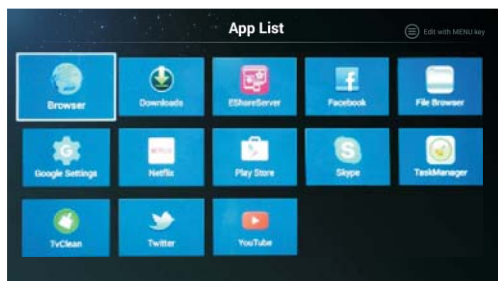 App List
Edit with MENU key
Browser
Downloads
EShareServer
Facebook
File Browser
Google Settings
NETFLIX
Netflix
Play Store
Skype
TaskManager
TvClean
Twitter
YouTube